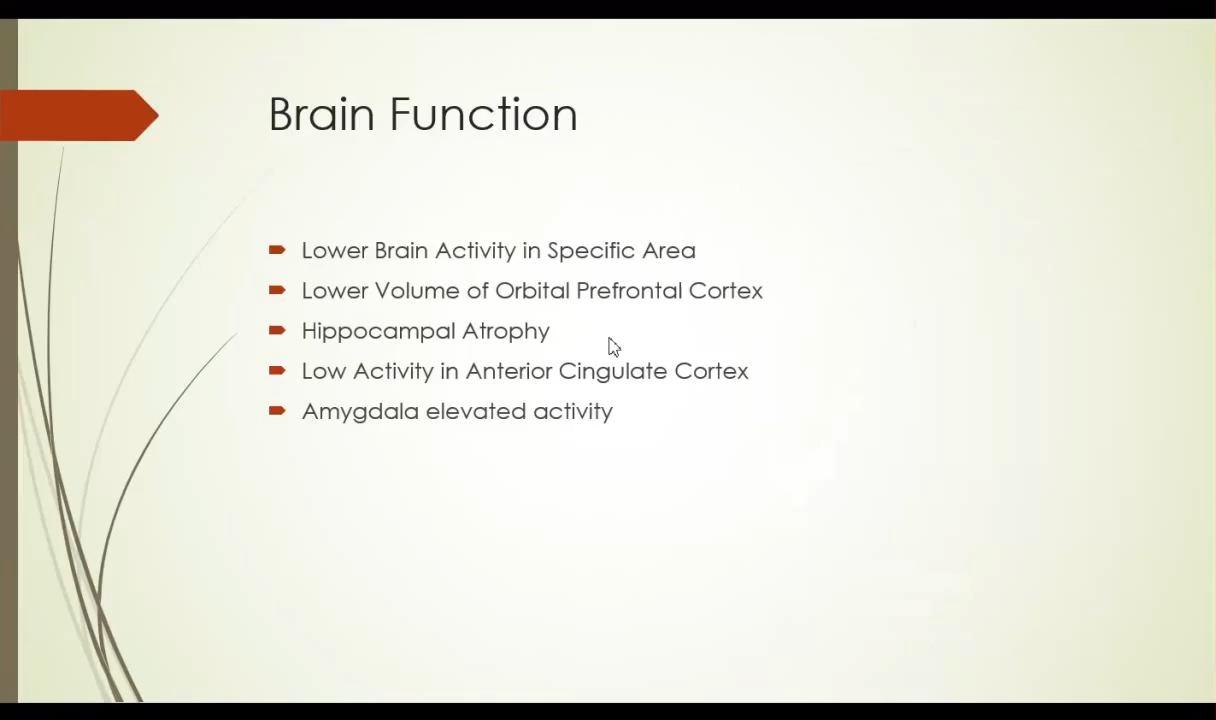 Brain Function
Lower Brain Activity in Specific Area
Lower Volume of Orbital Prefrontal Cortex
Hippocampal Atrophy
Low Activity in Anterior Cingulate Cortex
Amygdala elevated activity